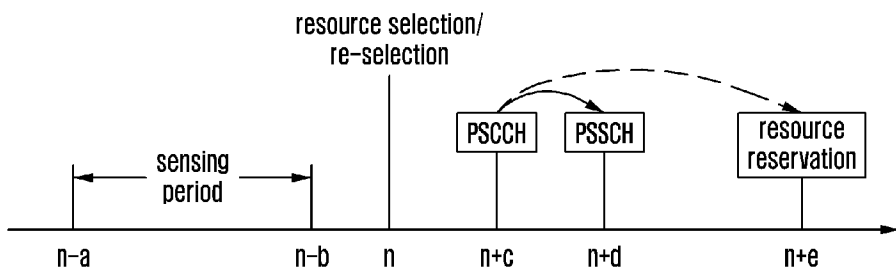 resource selection/
re-selection
PSCCH
PSSCH
resource
reservation
sensing
period
n-a
n-b
n
n+c
n+d
n+e